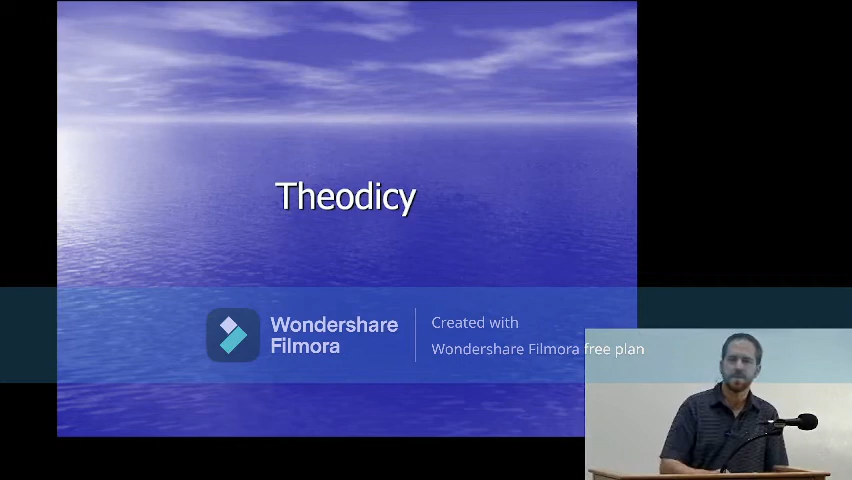 Theodicy
Wondershare
Filmora
Created with
Wondershare Filmora free plan